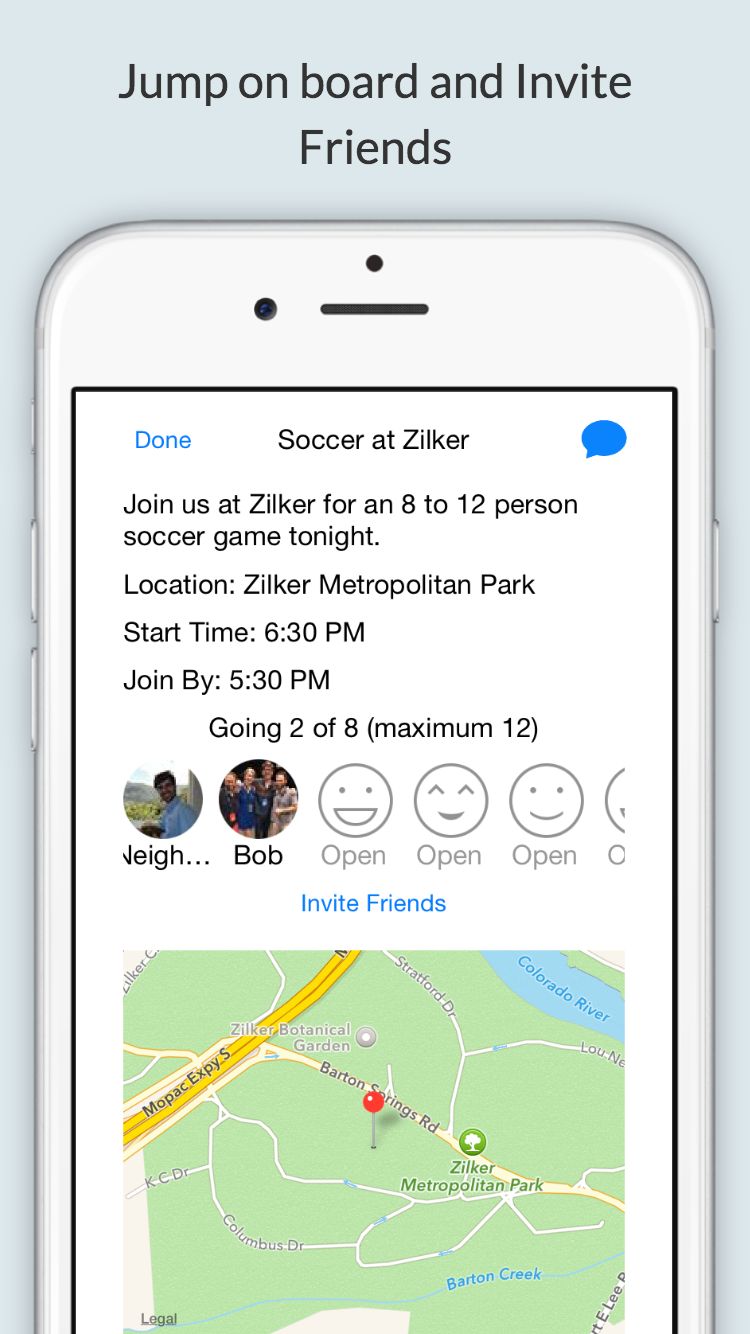 Jump on board and Invite
Friends
Done
Soccer at Zilker
Join us at Zilker for an 8 to 12 person
soccer game tonight.
Location: Zilker Metropolitan Park
Start Time: 6:30 PM
Join By: 5:30 PM
Going 2 of 8 (maximum 12)
Neigh...
Bob
Open
Open
Open
O
Invite Friends
Zilker C
Stratford Dr
Colorado River
Zilker Botanical
Garden
Lou Ne
Mopac Expy S
Barton Springs Rd
Zilker
Metropolitan Park
K C Dr
Columbus Dr
Barton Creek
rt E Lee R
Legal